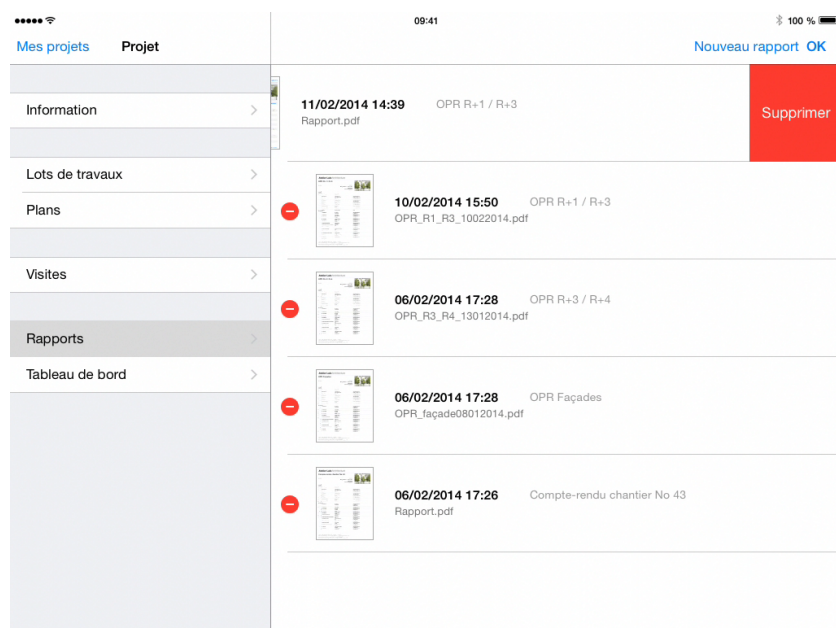 09:41
100 %
Mes projets
Projet
Nouveau rapport
OK
Information
Lots de travaux
Plans
Visites
Rapports
Tableau de bord
11/02/2014 14:39 OPR R+1 / R+3
Rapport.pdf
Supprimer
10/02/2014 15:50 OPR R+1 / R+3
OPR_R1_R3_10022014.pdf
06/02/2014 17:28 OPR R+3 / R+4
OPR_R3_R4_13012014.pdf
06/02/2014 17:28 OPR Façades
OPR_façade08012014.pdf
06/02/2014 17:26 Compte-rendu chantier No 43
Rapport.pdf